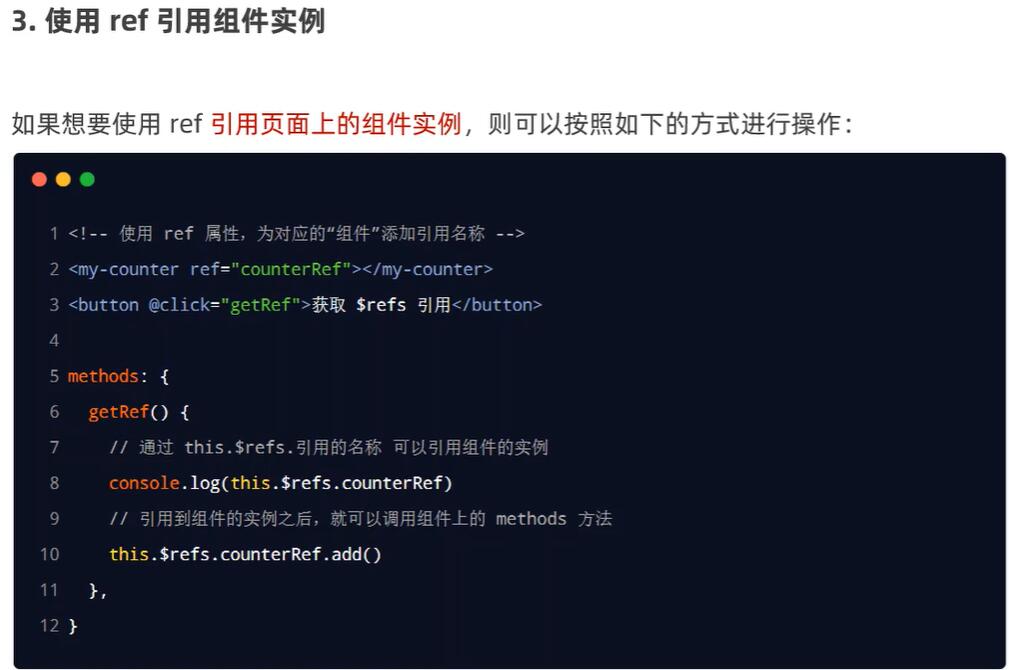 3. 使用 ref 引用组件实例
如果想要使用 ref 引用页面上的组件实例，则可以按照如下的方式进行操作：
1 <!-- 使用 ref 属性，为对应的“组件”添加引用名称 -->
2 <my-counter ref="counterRef"></my-counter>
3 <button @click="getRef">获取 $refs 引用</button>
4
5 methods: {
6   getRef() {
7     // 通过 this.$refs.引用的名称 可以引用组件的实例
8     console.log(this.$refs.counterRef)
9     // 引用到组件的实例之后，就可以调用组件上的 methods 方法
10     this.$refs.counterRef.add()
11   },
12 }